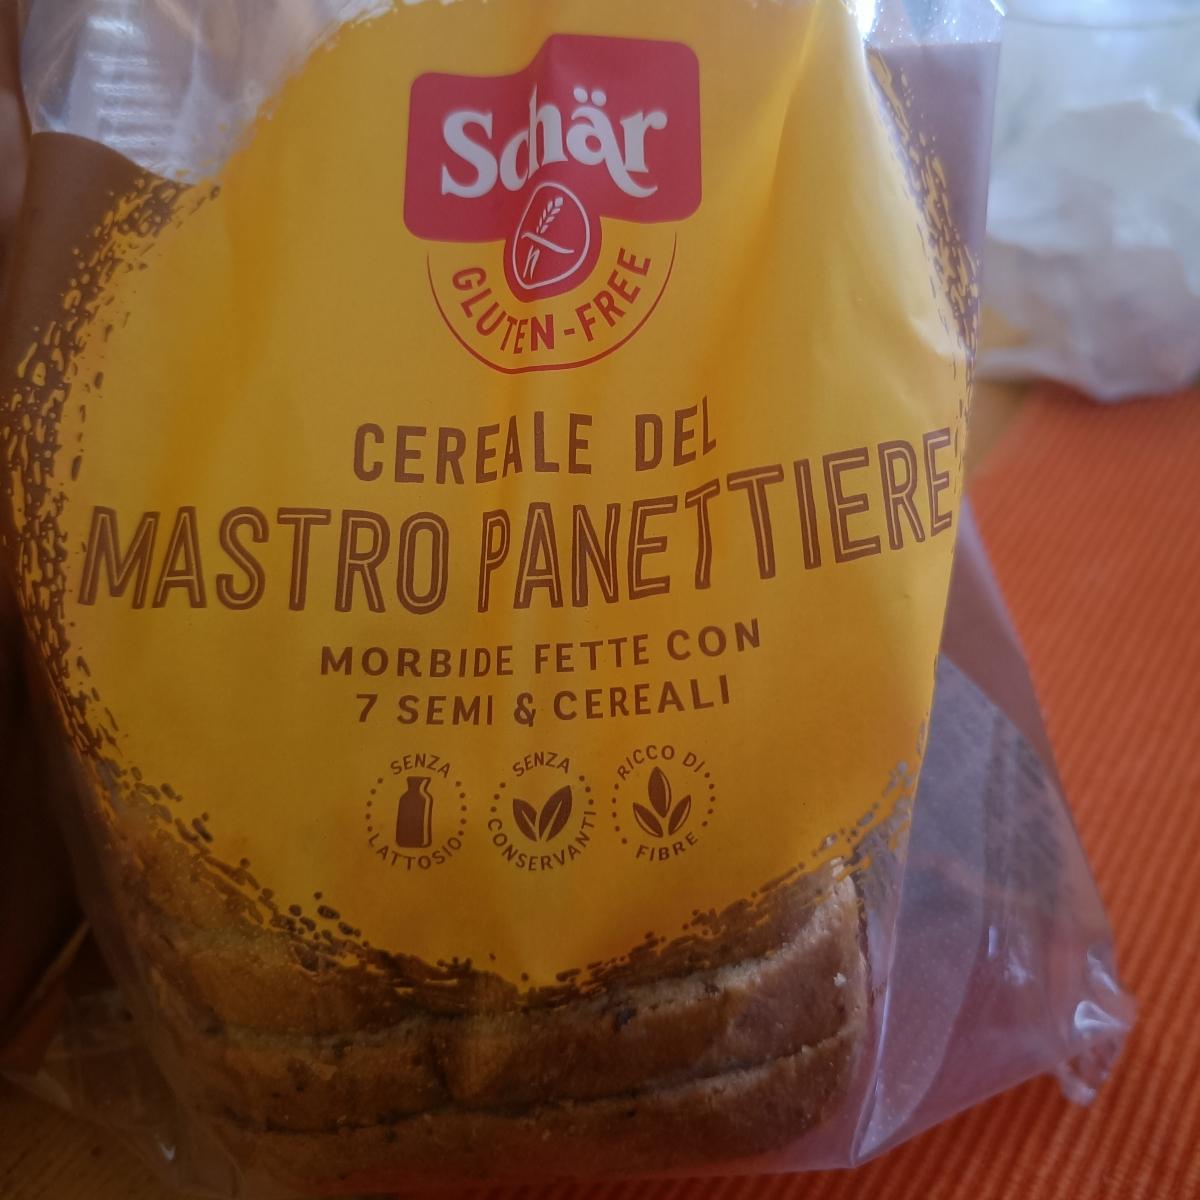 Schär
GLUTEN-FREE
CEREALE DEL
MASTRO PANETTIERE
MORBIDE FETTE CON
7 SEMI & CEREALI
SENZA LATTOSIO
SENZA CONSERVANTI
RICCO DI FIBRE